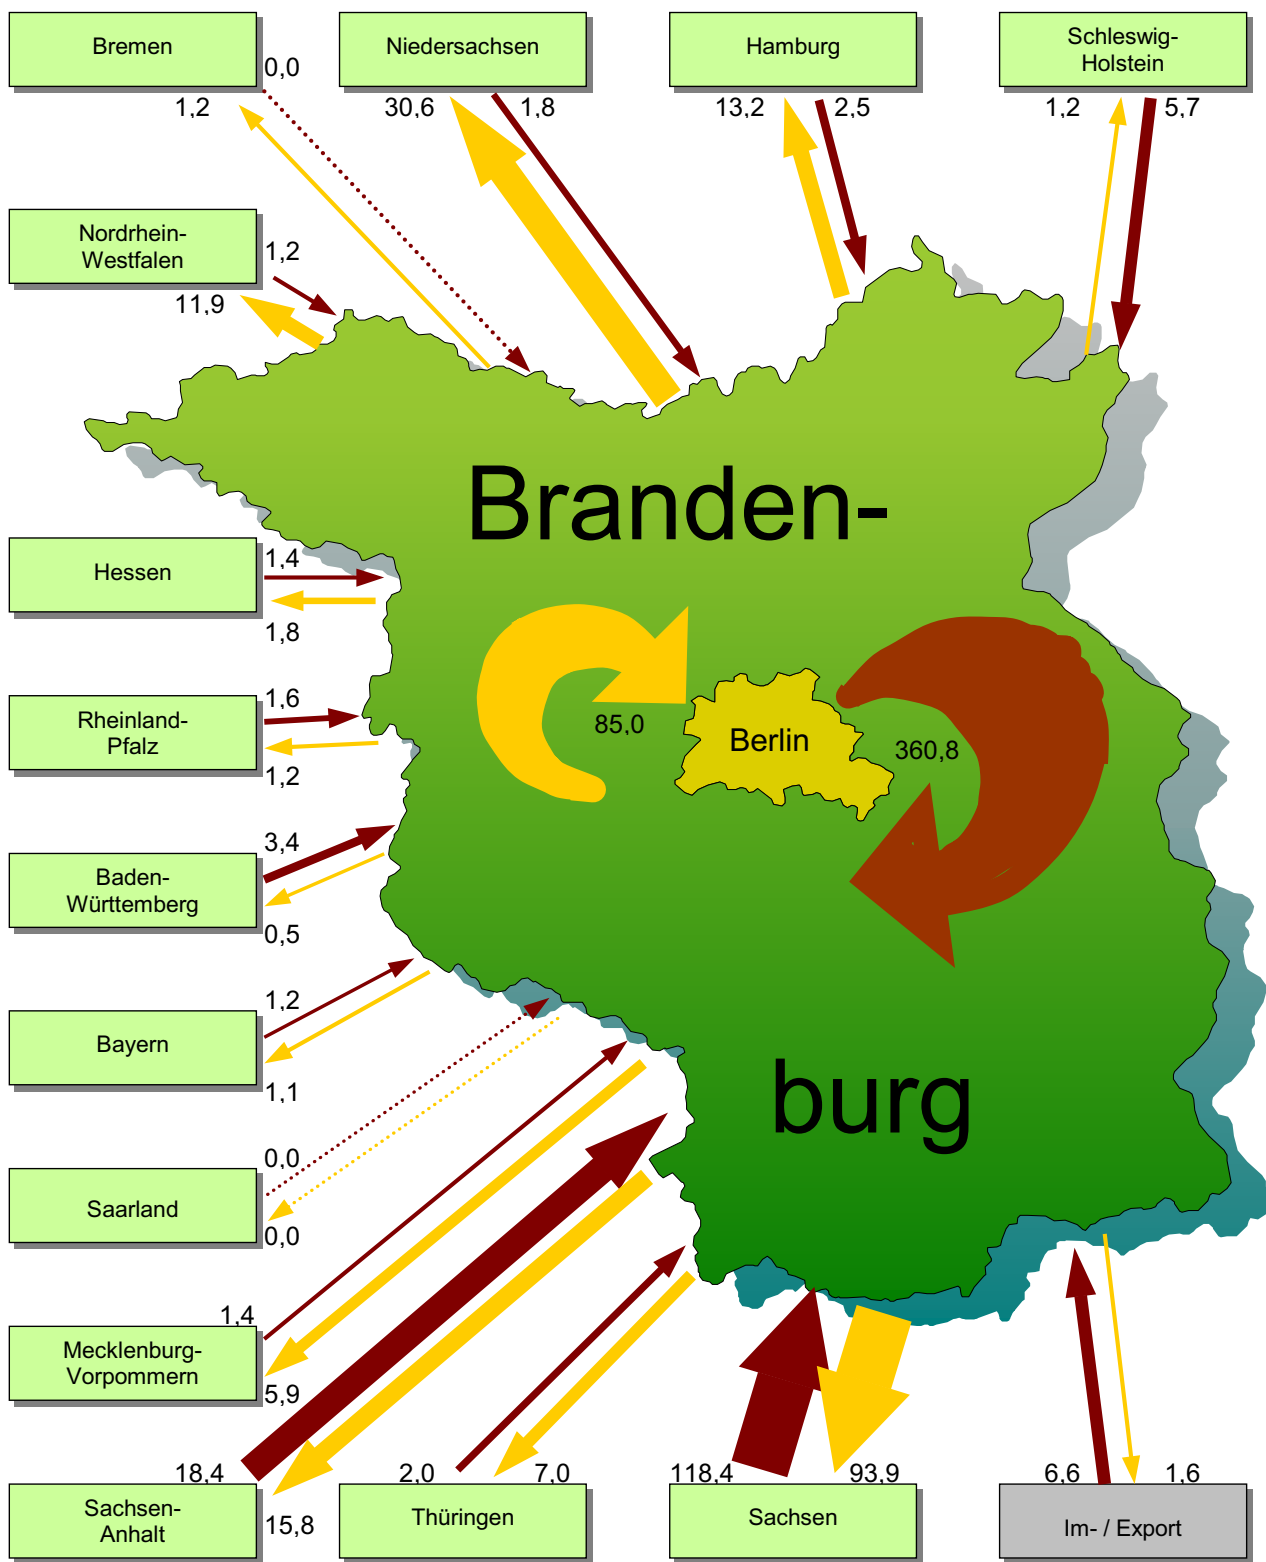 Bremen
0,0
1,2
Niedersachsen
30,6
1,8
Hamburg
13,2
2,5
Schleswig-
Holstein
1,2
5,7
Nordrhein-
Westfalen
1,2
11,9
Branden-
Hessen
1,4
1,8
Rheinland-
Pfalz
1,6
1,2
85,0
Berlin
360,8
Baden-
Württemberg
3,4
0,5
Bayern
1,2
1,1
burg
Saarland
0,0
0,0
Mecklenburg-
Vorpommern
1,4
5,9
18,4
Sachsen-
Anhalt
15,8
2,0
7,0
Thüringen
118,4
93,9
Sachsen
6,6
1,6
Im- / Export